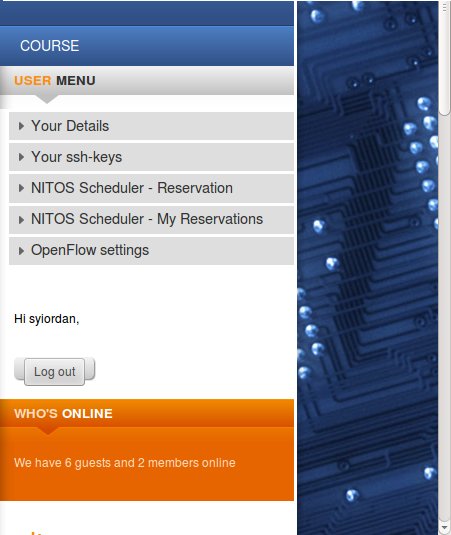 COURSE
USER MENU
Your Details
Your ssh-keys
NITOS Scheduler - Reservation
NITOS Scheduler - My Reservations
OpenFlow settings
Hi syiordan,
Log out
WHO'S ONLINE
We have 6 guests and 2 members online